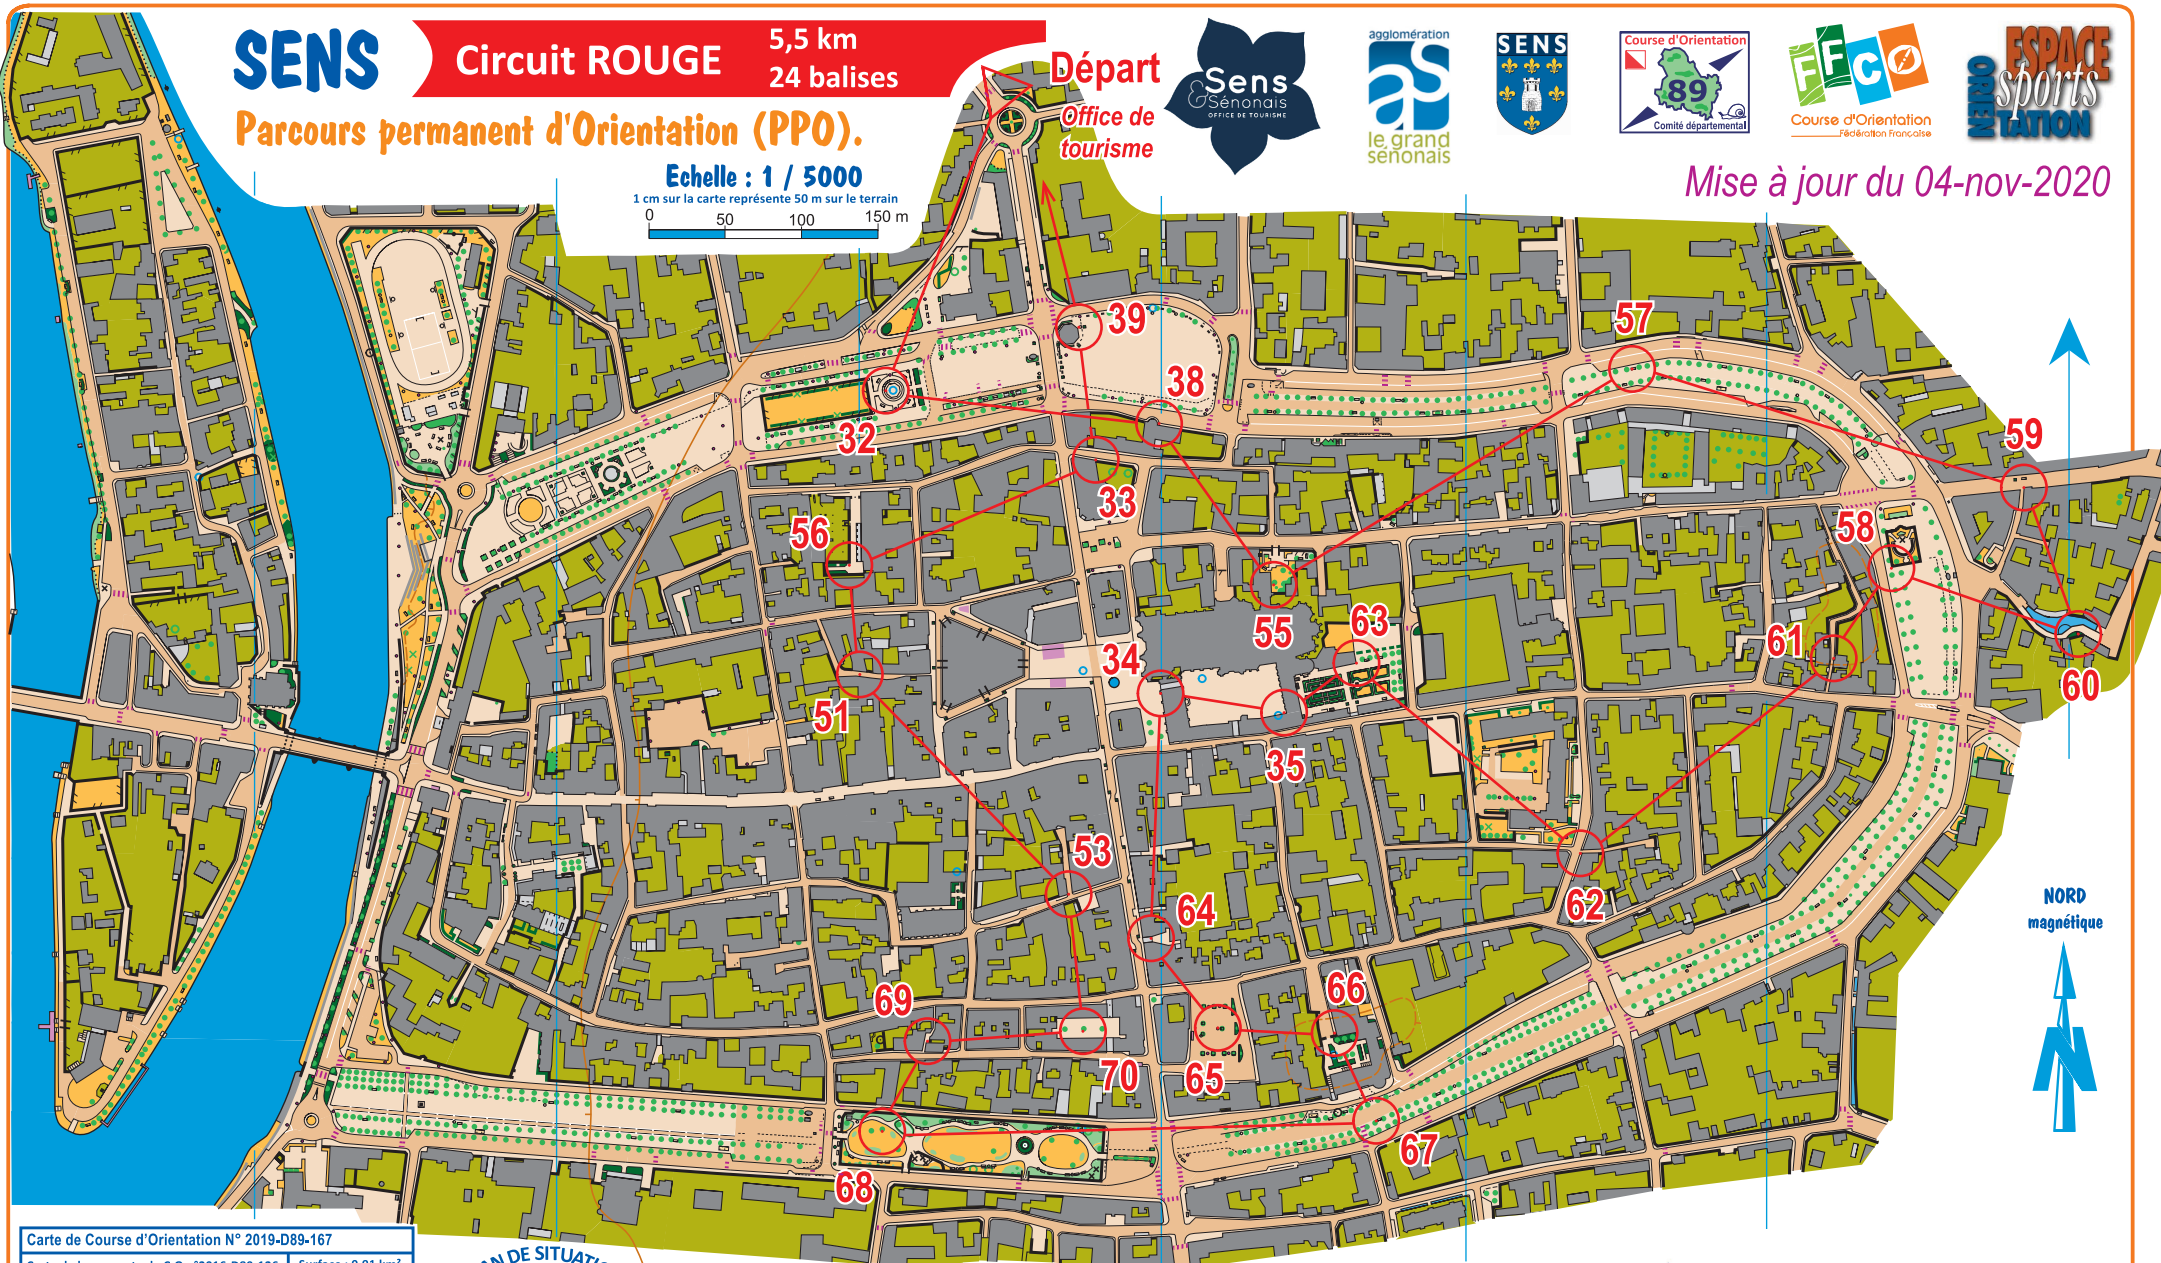 SENS
Circuit ROUGE
5,5 km
24 balises
Parcours permanent d'Orientation (PPO).
Echelle : 1 / 5000
1 cm sur la carte représente 50 m sur le terrain
0 50 100 150 m
Départ
Office de
tourisme
Sens
& Sénonais
OFFICE DE TOURISME
agglomération
as
le grand
sénonais
SENS
Course d'Orientation
89
Comité départemental
FFCO
Course d'Orientation
Fédération Française
ESPACE
sports
ORIENTATION
Mise à jour du 04-nov-2020
39
57
38
32
59
33
58
56
55
63
61
34
60
51
35
53
62
64
66
69
70
65
67
68
NORD
magnétique
N
Carte de Course d'Orientation N° 2019-D89-167